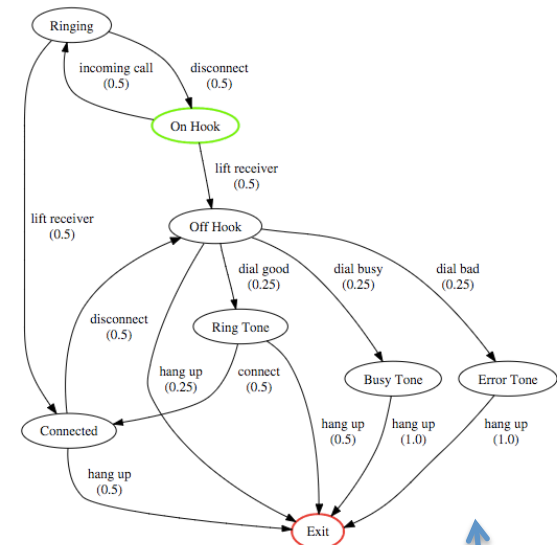 Ringing
incoming call
(0.5)
disconnect
(0.5)
On Hook
lift receiver
(0.5)
lift receiver
(0.5)
Off Hook
dial good
(0.25)
dial busy
(0.25)
dial bad
(0.25)
disconnect
(0.5)
Ring Tone
hang up
(0.25)
connect
(0.5)
Busy Tone
Error Tone
Connected
hang up
(0.5)
hang up
(1.0)
hang up
(1.0)
hang up
(0.5)
Exit